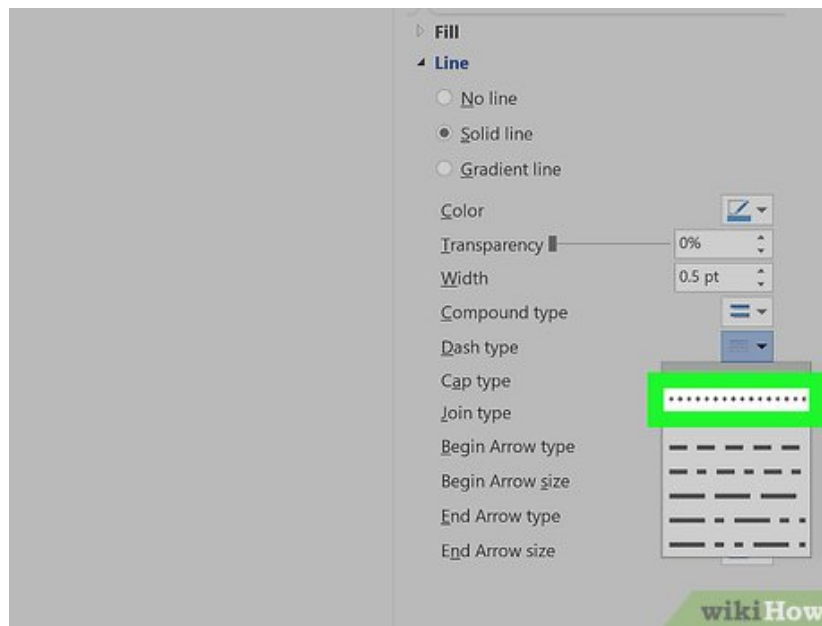 Fill
Line
No line
Solid line
Gradient line
Color
Transparency 0%
Width 0.5 pt
Compound type
Dash type
Cap type
Join type
Begin Arrow type
Begin Arrow size
End Arrow type
End Arrow size
wikiHow